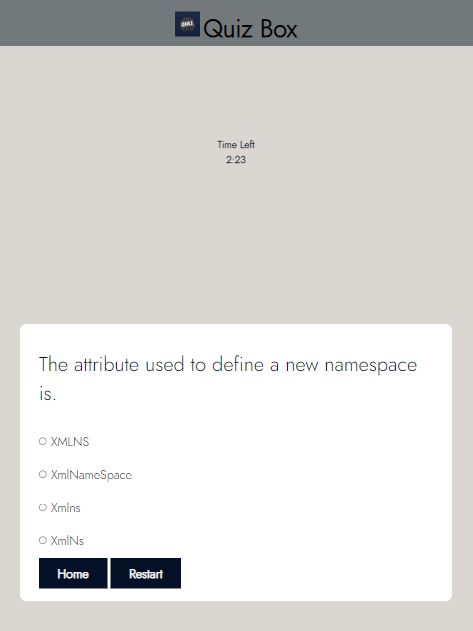 Quiz Box
Time Left
2:23
The attribute used to define a new namespace
is.
XMLNS
XmlNameSpace
Xmlns
XmlNs
Home
Restart